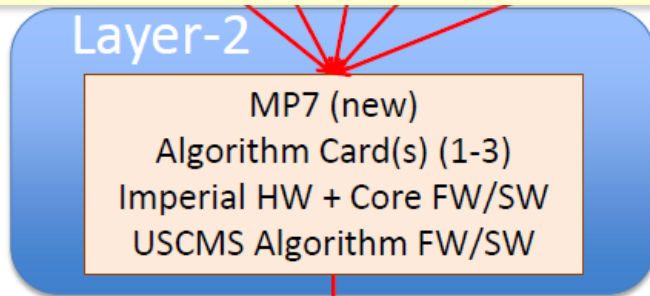 Layer-2
MP7 (new)
Algorithm Card(s) (1-3)
Imperial HW + Core FW/SW
USCMS Algorithm FW/SW